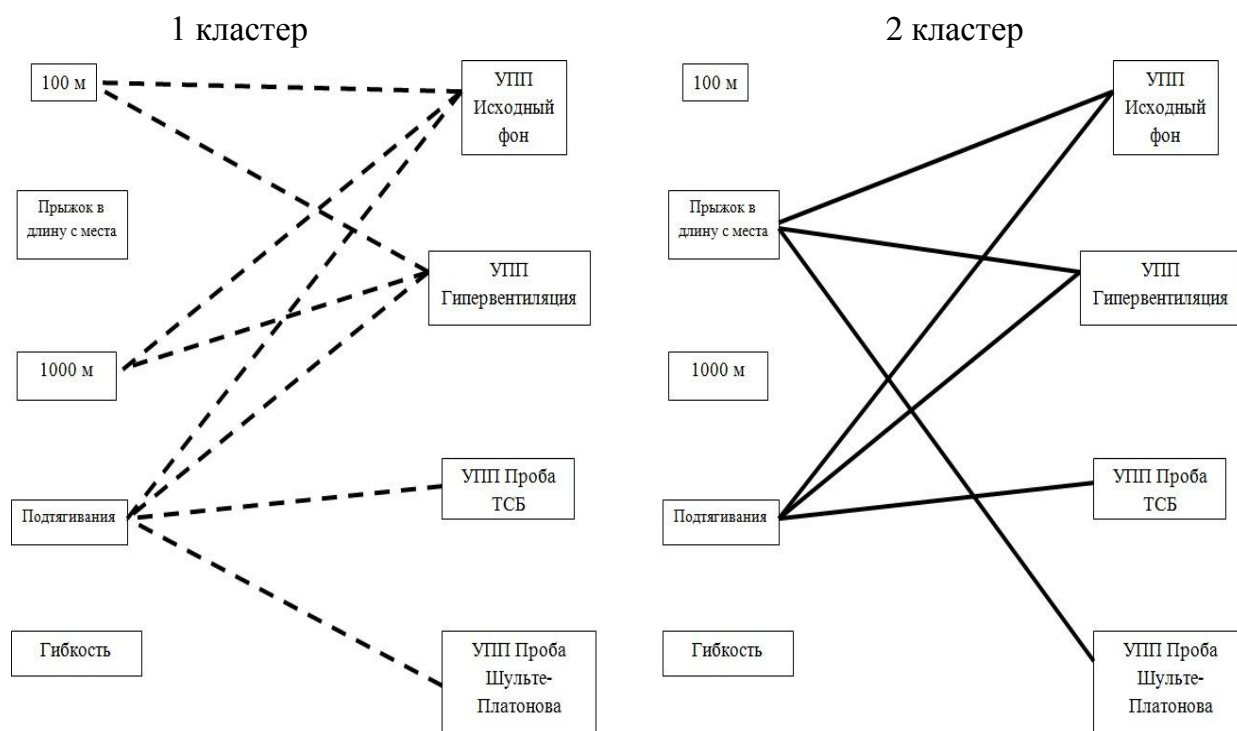 1 кластер
100 м
УПП
Исходный
фон
Прыжок в
длину с места
УПП
Гипервентиляция
1000 м
УПП Проба
ТСБ
Подтягивания
Гибкость
УПП Проба
Шульте-
Платонова
2 кластер
100 м
УПП
Исходный
фон
Прыжок в
длину с места
УПП
Гипервентиляция
1000 м
УПП Проба
ТСБ
Подтягивания
Гибкость
УПП Проба
Шульте-
Платонова